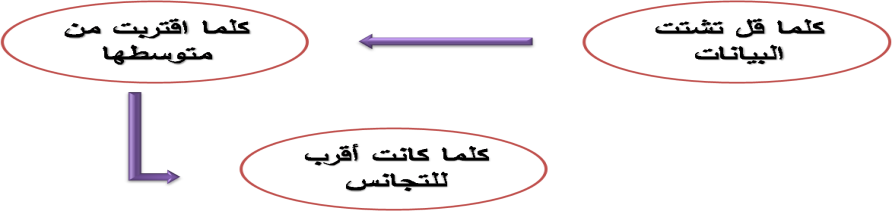 كلما قل تشتت
البيانات
كلما اقتربت من
متوسطها
كلما كانت أقرب
للتجانس